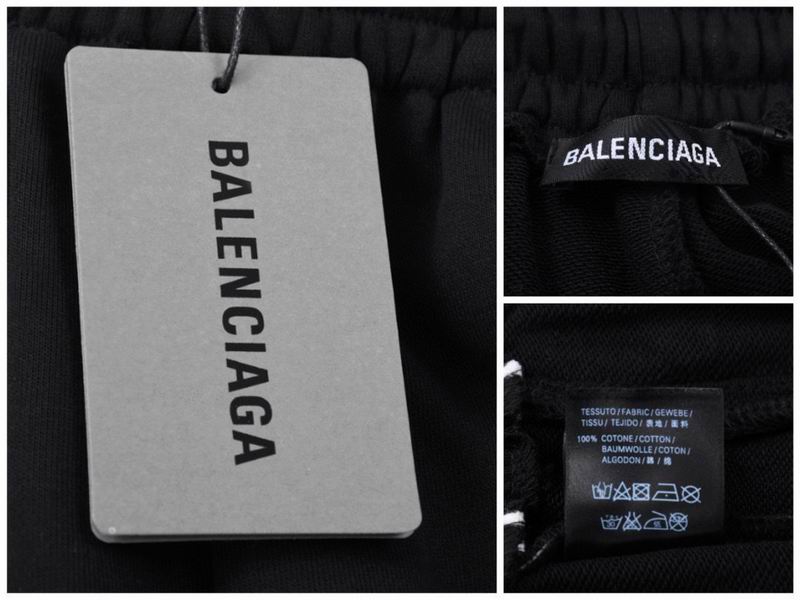 BALENCIAGA
BALENCIAGA
TESSUTO/FABRIC/GEWEBE/
TISSU/TEJIDO/表地/面料
100% COTONE/COTTON/
BAUMWOLLE/COTON/
ALGODON/綿/棉